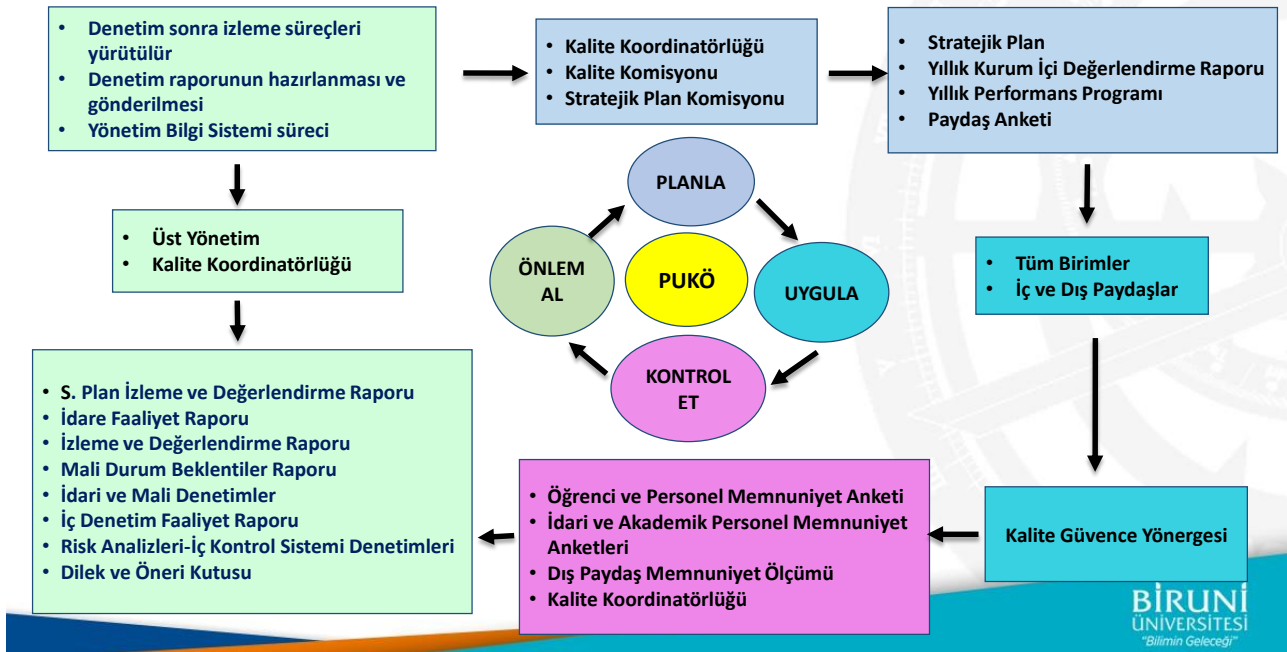 • Denetim sonra izleme süreçleri
yürütülür
• Denetim raporunun hazırlanması ve
gönderilmesi
• Yönetim Bilgi Sistemi süreci
• Kalite Koordinatörlüğü
• Kalite Komisyonu
• Stratejik Plan Komisyonu
• Stratejik Plan
• Yıllık Kurum İçi Değerlendirme Raporu
• Yıllık Performans Programı
• Paydaş Anketi
• Üst Yönetim
• Kalite Koordinatörlüğü
PLANLA
ÖNLEM
AL
PUKÖ
UYGULA
KONTROL
ET
• Tüm Birimler
• İç ve Dış Paydaşlar
• S. Plan İzleme ve Değerlendirme Raporu
• İdare Faaliyet Raporu
• İzleme ve Değerlendirme Raporu
• Mali Durum Beklentiler Raporu
• İdari ve Mali Denetimler
• İç Denetim Faaliyet Raporu
• Risk Analizleri-İç Kontrol Sistemi Denetimleri
• Dilek ve Öneri Kutusu
• Öğrenci ve Personel Memnuniyet Anketi
• İdari ve Akademik Personel Memnuniyet
Anketleri
• Dış Paydaş Memnuniyet Ölçümü
• Kalite Koordinatörlüğü
Kalite Güvence Yönergesi
BİRUNİ
ÜNİVERSİTESİ
"Bilimin Geleceği"